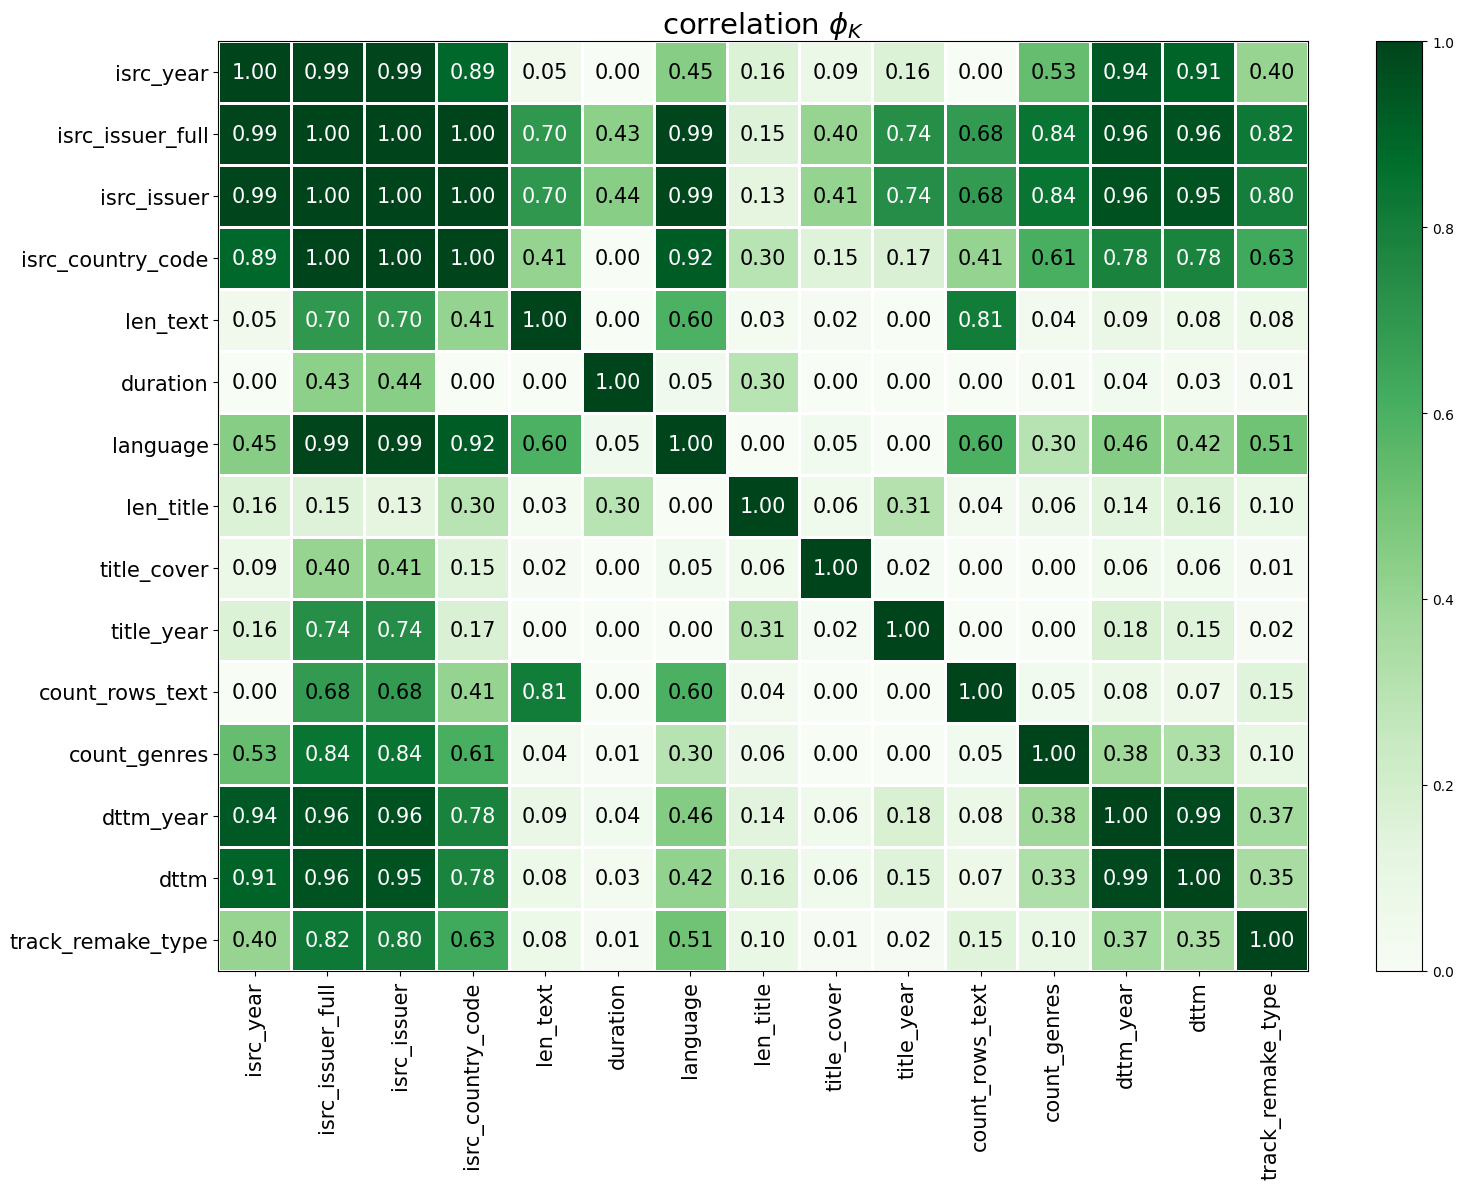 correlation ϕK
isrc_year 1.00 0.99 0.99 0.89 0.05 0.00 0.45 0.16 0.09 0.16 0.00 0.53 0.94 0.91 0.40
isrc_issuer_full 0.99 1.00 1.00 1.00 0.70 0.43 0.99 0.15 0.40 0.74 0.68 0.84 0.96 0.96 0.82
isrc_issuer 0.99 1.00 1.00 1.00 0.70 0.44 0.99 0.13 0.41 0.74 0.68 0.84 0.96 0.95 0.80
isrc_country_code 0.89 1.00 1.00 1.00 0.41 0.00 0.92 0.30 0.15 0.17 0.41 0.61 0.78 0.78 0.63
len_text 0.05 0.70 0.70 0.41 1.00 0.00 0.60 0.03 0.02 0.00 0.81 0.04 0.09 0.08 0.08
duration 0.00 0.43 0.44 0.00 0.00 1.00 0.05 0.30 0.00 0.00 0.00 0.01 0.04 0.03 0.01
language 0.45 0.99 0.99 0.92 0.60 0.05 1.00 0.00 0.05 0.00 0.60 0.30 0.46 0.42 0.51
len_title 0.16 0.15 0.13 0.30 0.03 0.30 0.00 1.00 0.06 0.31 0.04 0.06 0.14 0.16 0.10
title_cover 0.09 0.40 0.41 0.15 0.02 0.00 0.05 0.06 1.00 0.02 0.00 0.00 0.06 0.06 0.01
title_year 0.16 0.74 0.74 0.17 0.00 0.00 0.00 0.31 0.02 1.00 0.00 0.00 0.18 0.15 0.02
count_rows_text 0.00 0.68 0.68 0.41 0.81 0.00 0.60 0.04 0.00 0.00 1.00 0.05 0.08 0.07 0.15
count_genres 0.53 0.84 0.84 0.61 0.04 0.01 0.30 0.06 0.00 0.00 0.05 1.00 0.38 0.33 0.10
dttm_year 0.94 0.96 0.96 0.78 0.09 0.04 0.46 0.14 0.06 0.18 0.08 0.38 1.00 0.99 0.37
dttm 0.91 0.96 0.95 0.78 0.08 0.03 0.42 0.16 0.06 0.15 0.07 0.33 0.99 1.00 0.35
track_remake_type 0.40 0.82 0.80 0.63 0.08 0.01 0.51 0.10 0.01 0.02 0.15 0.10 0.37 0.35 1.00
isrc_year
isrc_issuer_full
isrc_issuer
isrc_country_code
len_text
duration
language
len_title
title_cover
title_year
count_rows_text
count_genres
dttm_year
dttm
track_remake_type
1.0
0.8
0.6
0.4
0.2
0.0